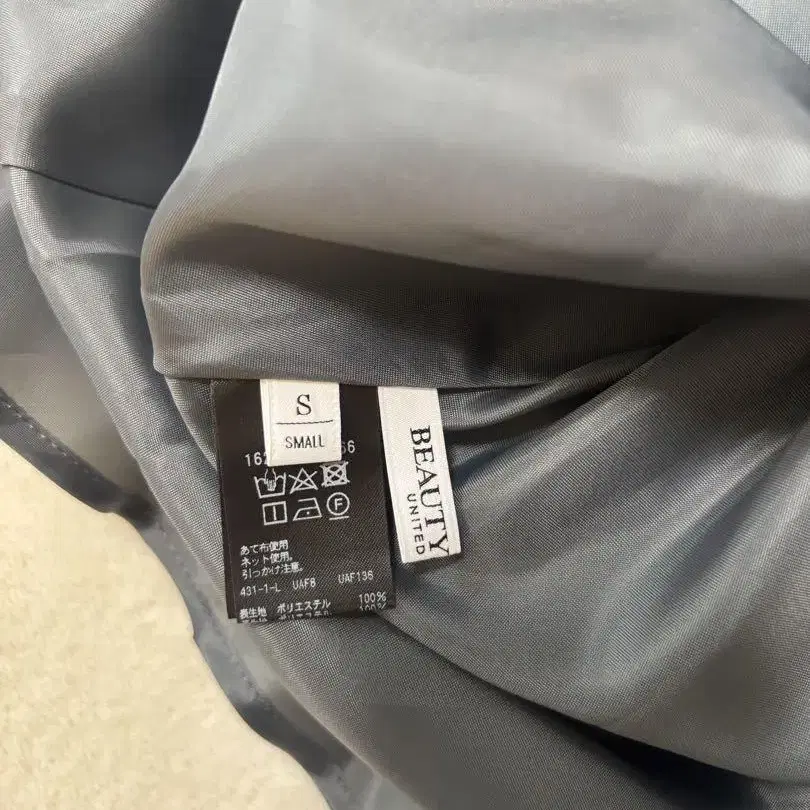 S
SMALL
BEAUTY
UNITED
F
あて布使用
ネット使用。
引っかけ注意。
431-1-L UAF8 UAF136
表生地 ポリエステル 100%